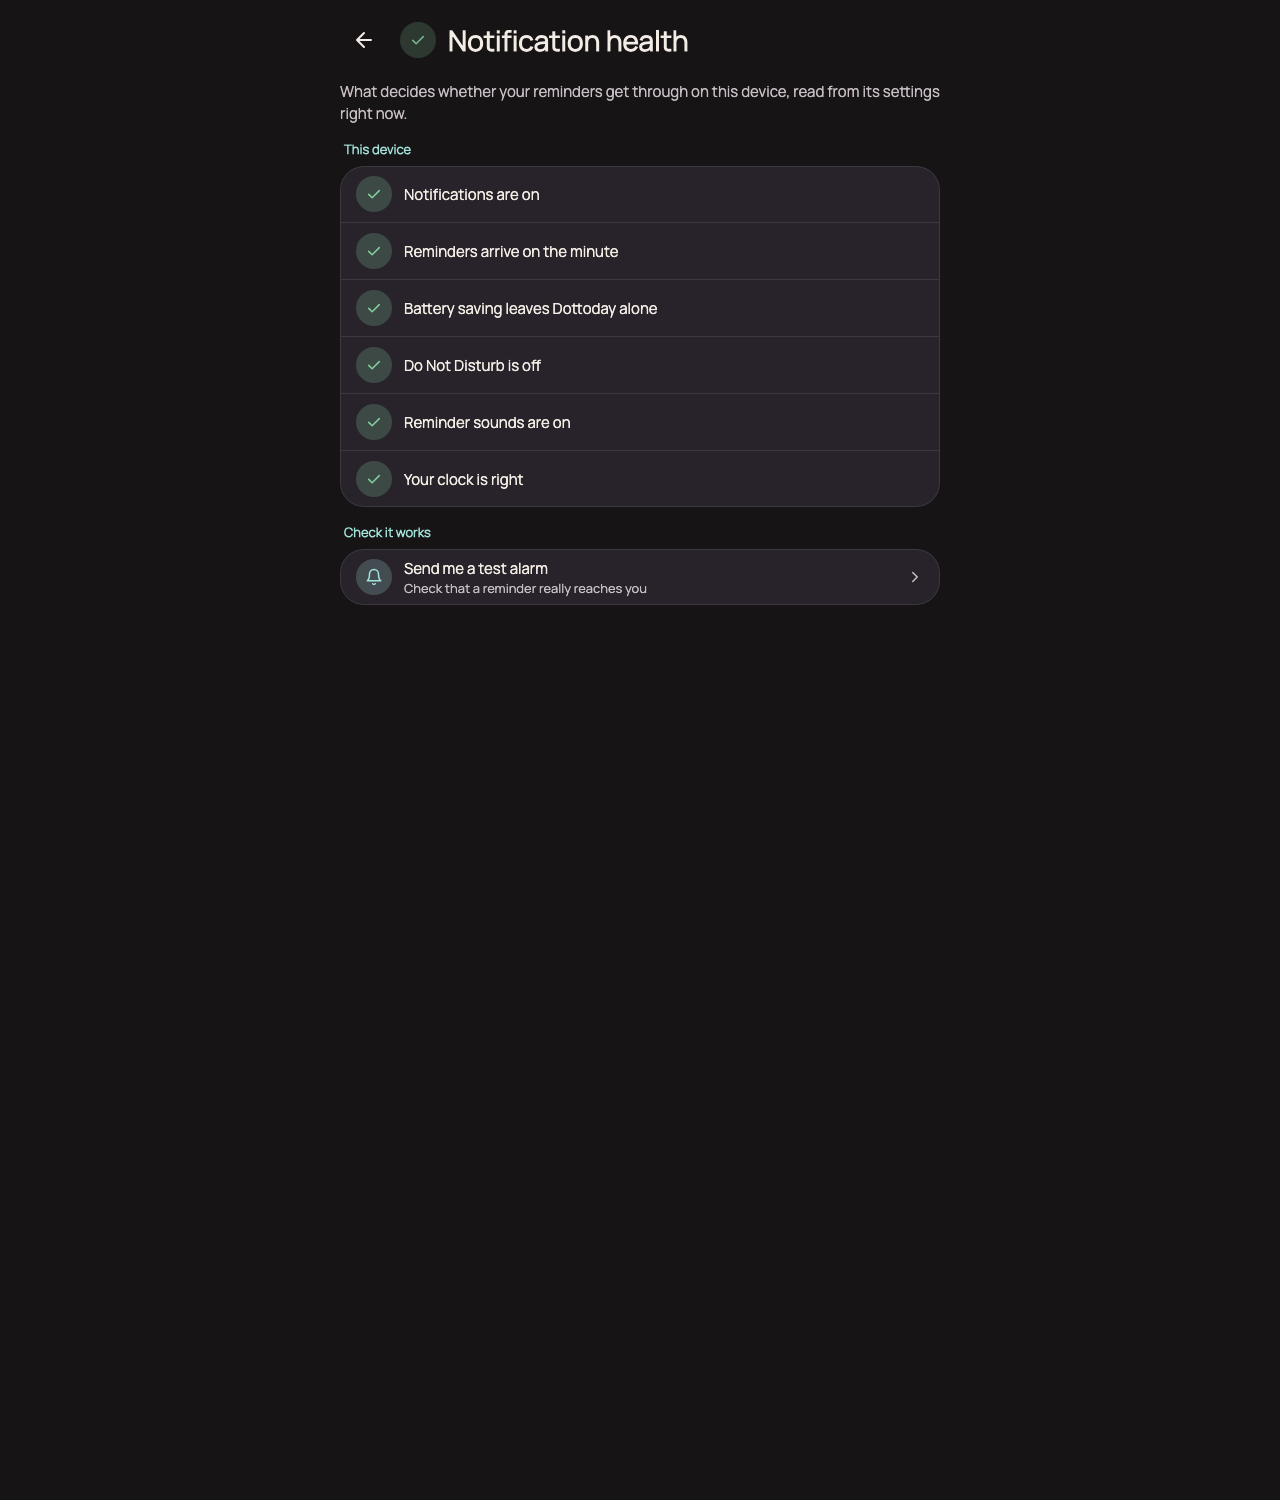 Notification health
What decides whether your reminders get through on this device, read from its settings
right now.
This device
Notifications are on
Reminders arrive on the minute
Battery saving leaves Dottoday alone
Do Not Disturb is off
Reminder sounds are on
Your clock is right
Check it works
Send me a test alarm
Check that a reminder really reaches you